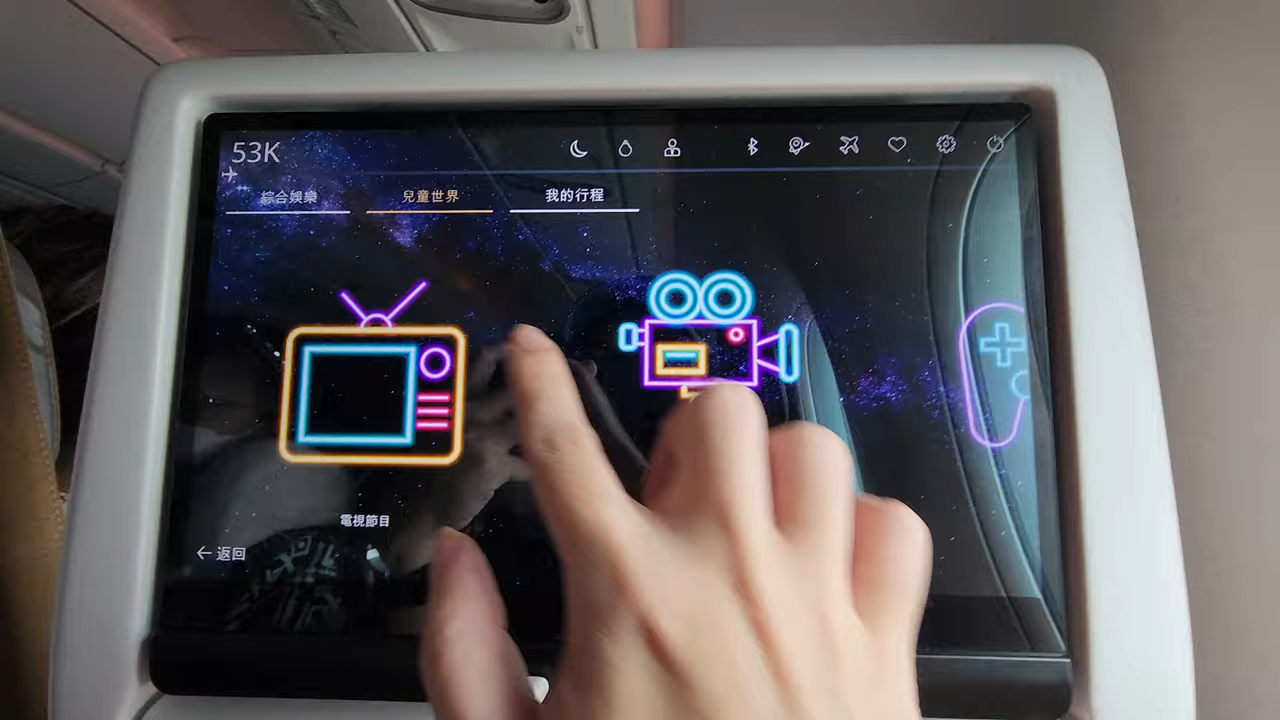 53K
綜合娛樂
兒童世界
我的行程
電視節目
返回